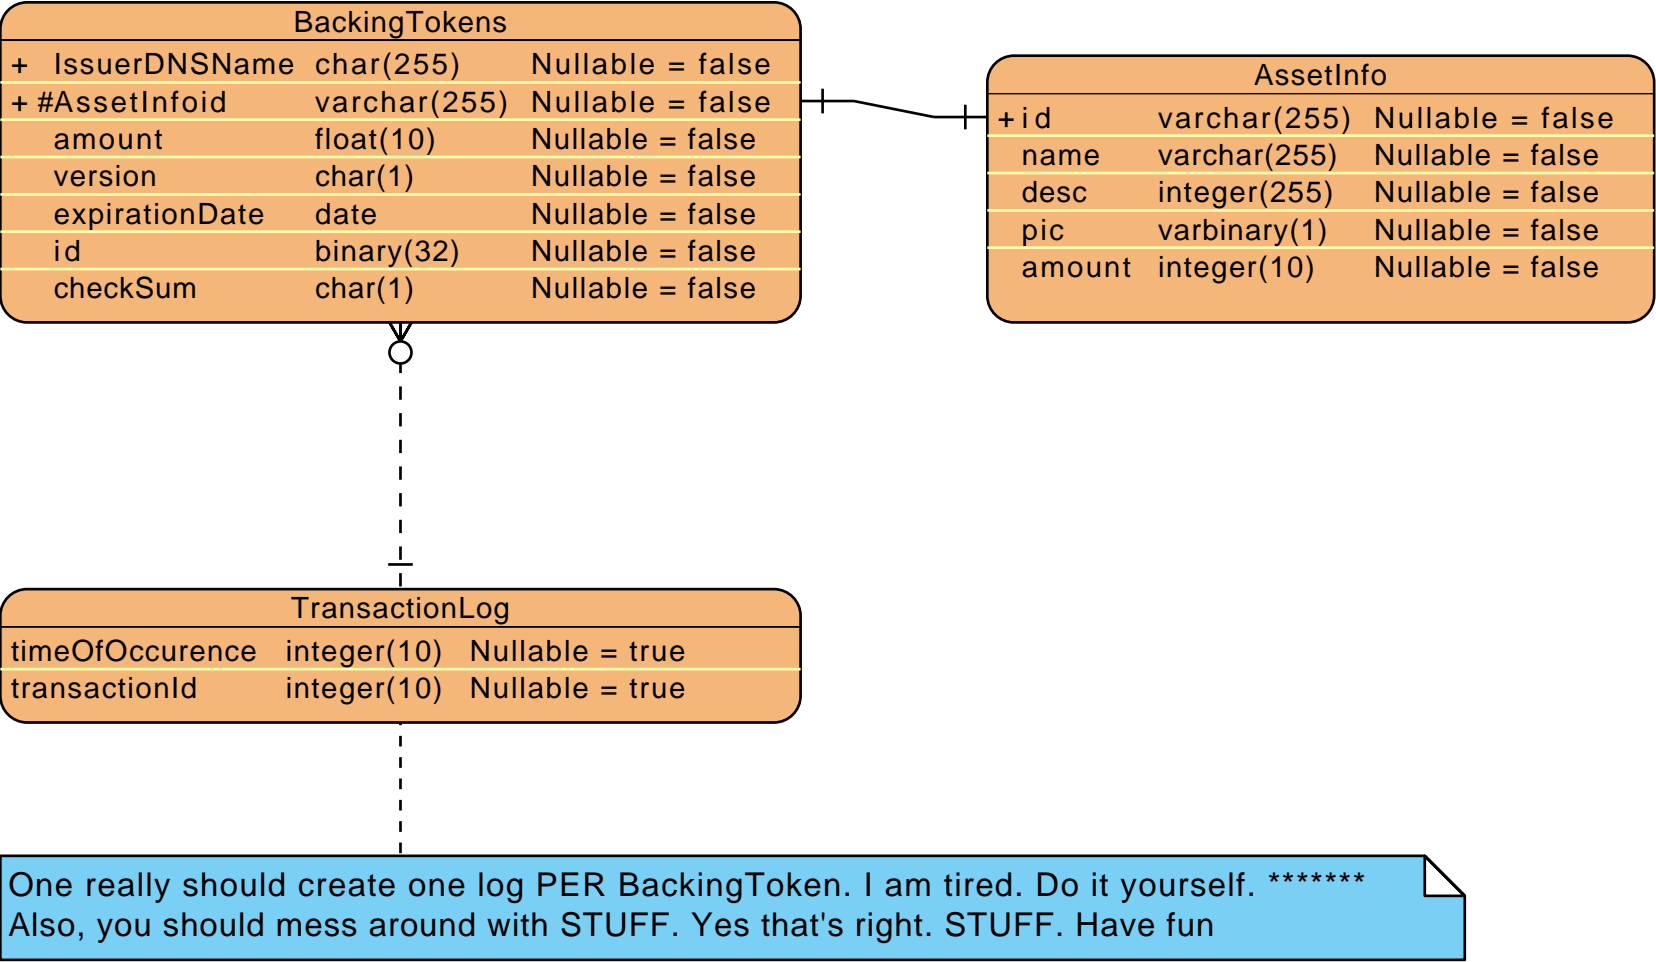 BackingTokens
+ IssuerDNSName char(255) Nullable = false
+ #AssetInfoid varchar(255) Nullable = false
amount float(10) Nullable = false
version char(1) Nullable = false
expirationDate date Nullable = false
id binary(32) Nullable = false
checkSum char(1) Nullable = false
AssetInfo
+id varchar(255) Nullable = false
name varchar(255) Nullable = false
desc integer(255) Nullable = false
pic varbinary(1) Nullable = false
amount integer(10) Nullable = false
TransactionLog
timeOfOccurence integer(10) Nullable = true
transactionId integer(10) Nullable = true
One really should create one log PER BackingToken. I am tired. Do it yourself. *******
Also, you should mess around with STUFF. Yes that's right. STUFF. Have fun